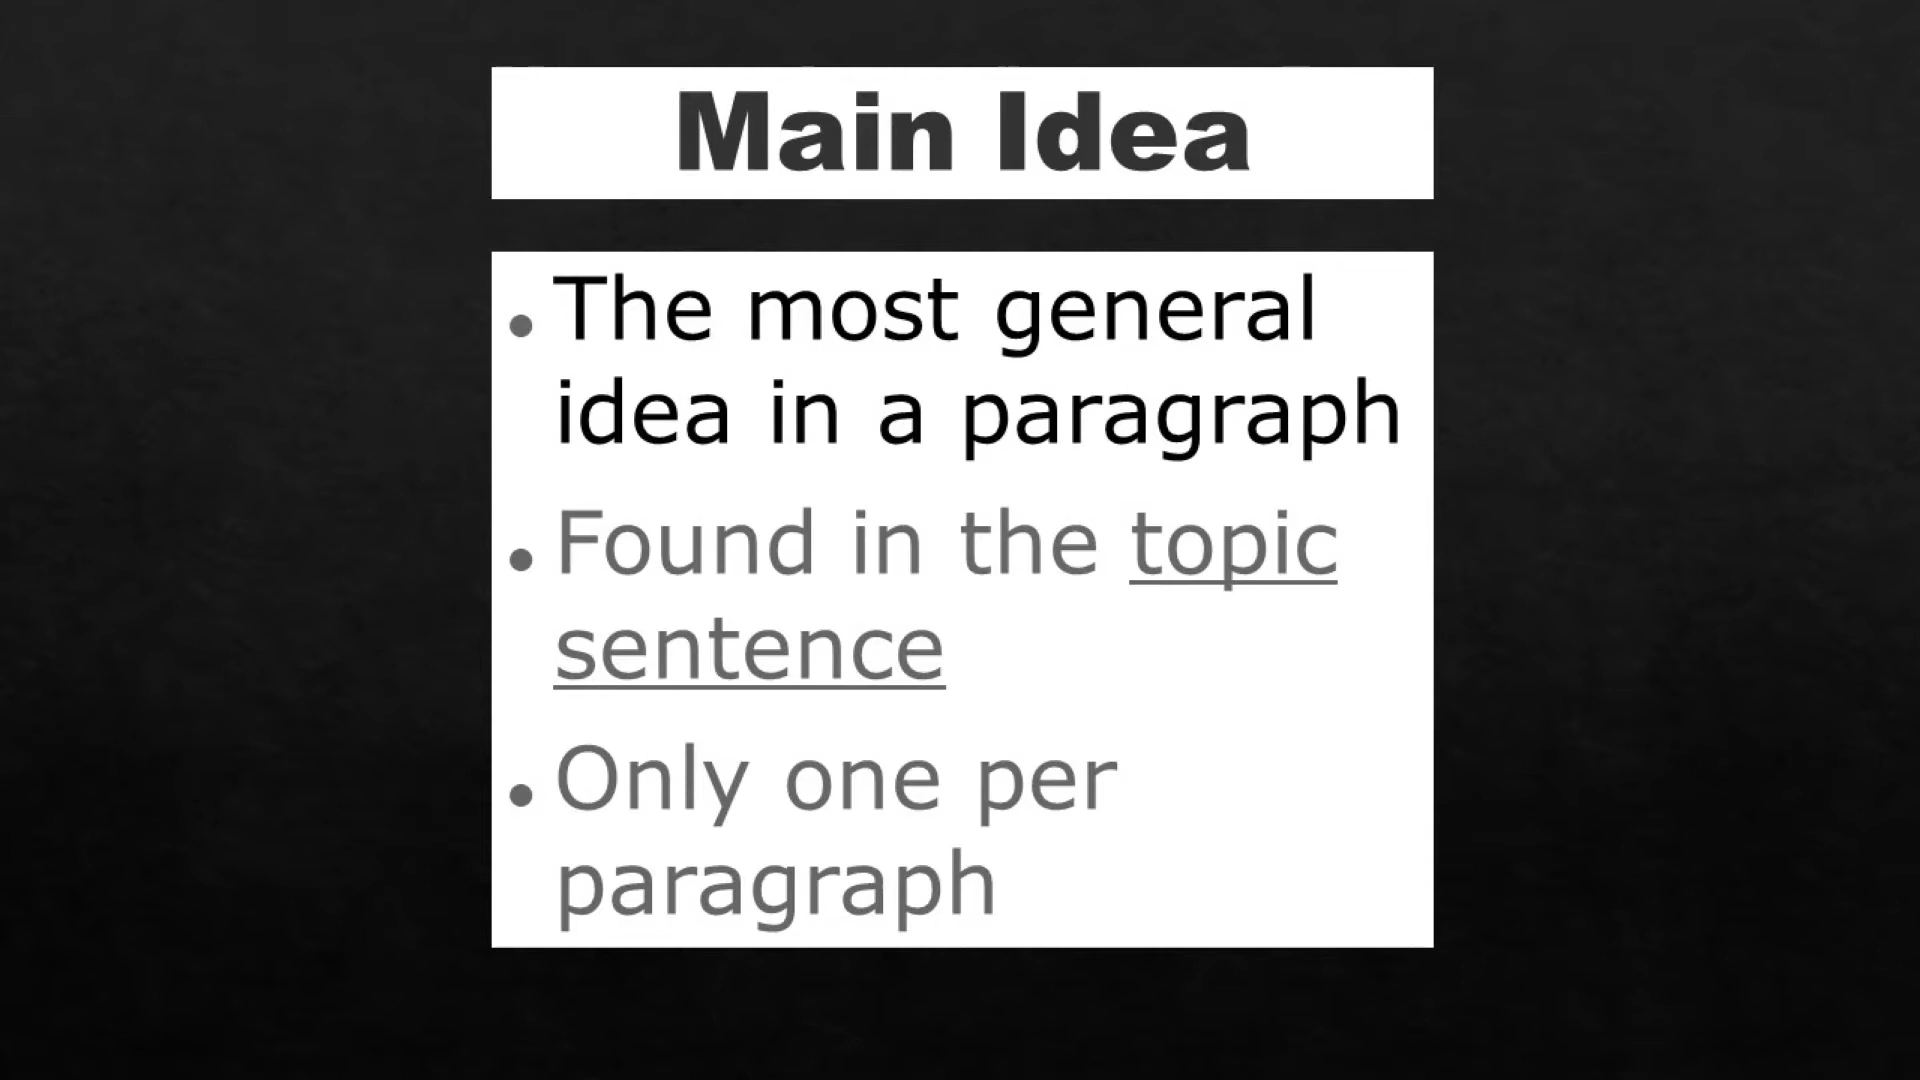 Main Idea
• The most general
idea in a paragraph
• Found in the topic
sentence
• Only one per
paragraph